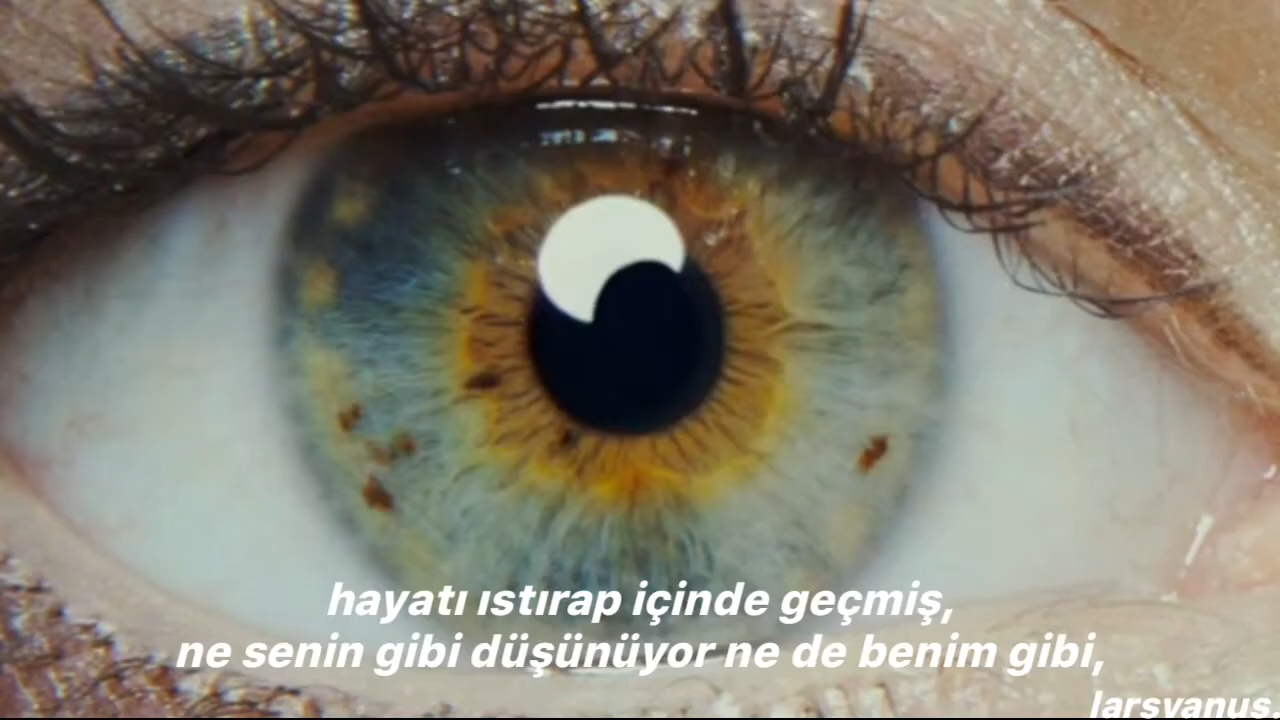 hayatı ıstırap içinde geçmiş,
ne senin gibi düşünüyor ne de benim gibi,
larsvanus.